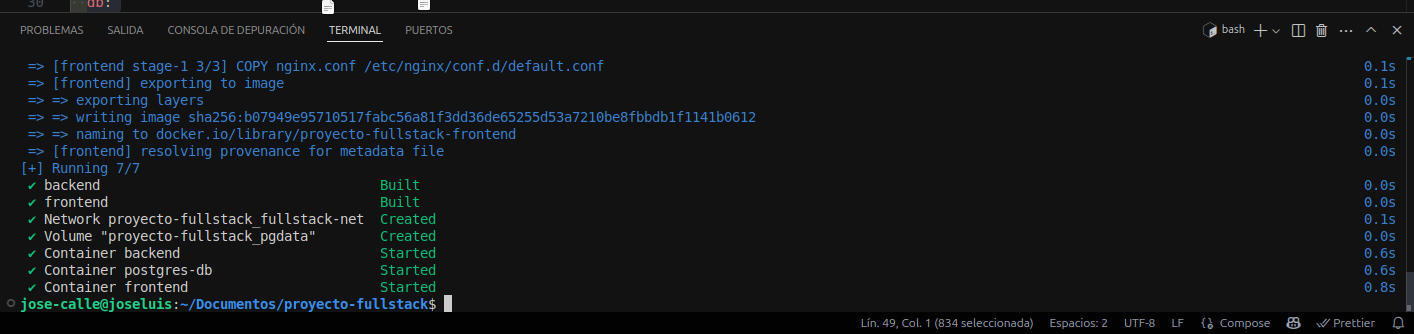 30 db:
PROBLEMAS SALIDA CONSOLA DE DEPURACIÓN TERMINAL PUERTOS bash
=> [frontend stage-1 3/3] COPY nginx.conf /etc/nginx/conf.d/default.conf 0.1s
=> [frontend] exporting to image 0.1s
=> => exporting layers 0.0s
=> => writing image sha256:b07949e95710517fabc56a81f3dd36de65255d53a7210be8fbbdb1f1141b0612 0.0s
=> => naming to docker.io/library/proyecto-fullstack-frontend 0.0s
=> [frontend] resolving provenance for metadata file 0.0s
[+] Running 7/7
✔ backend Built 0.0s
✔ frontend Built 0.0s
✔ Network proyecto-fullstack_fullstack-net Created 0.1s
✔ Volume "proyecto-fullstack_pgdata" Created 0.0s
✔ Container backend Started 0.6s
✔ Container postgres-db Started 0.6s
✔ Container frontend Started 0.8s
jose-calle@joseluis:~/Documentos/proyecto-fullstack$
Lín. 49, Col. 1 (834 seleccionada) Espacios: 2 UTF-8 LF Compose Prettier